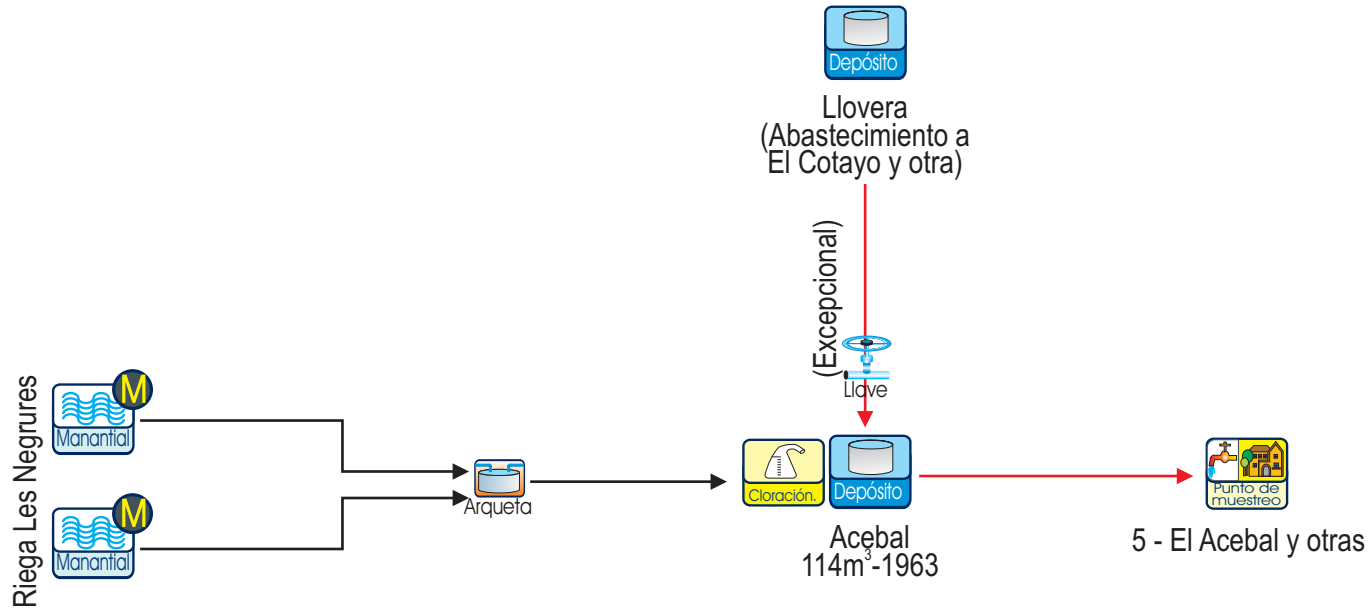 Depósito
Llovera
(Abastecimiento a
El Cotayo y otra)
(Excepcional)
Llave
Riega Les Negrures
M
Manantial
M
Manantial
Arqueta
Cloración.
Depósito
Acebal
114m³-1963
Punto de
muestreo
5 - El Acebal y otras